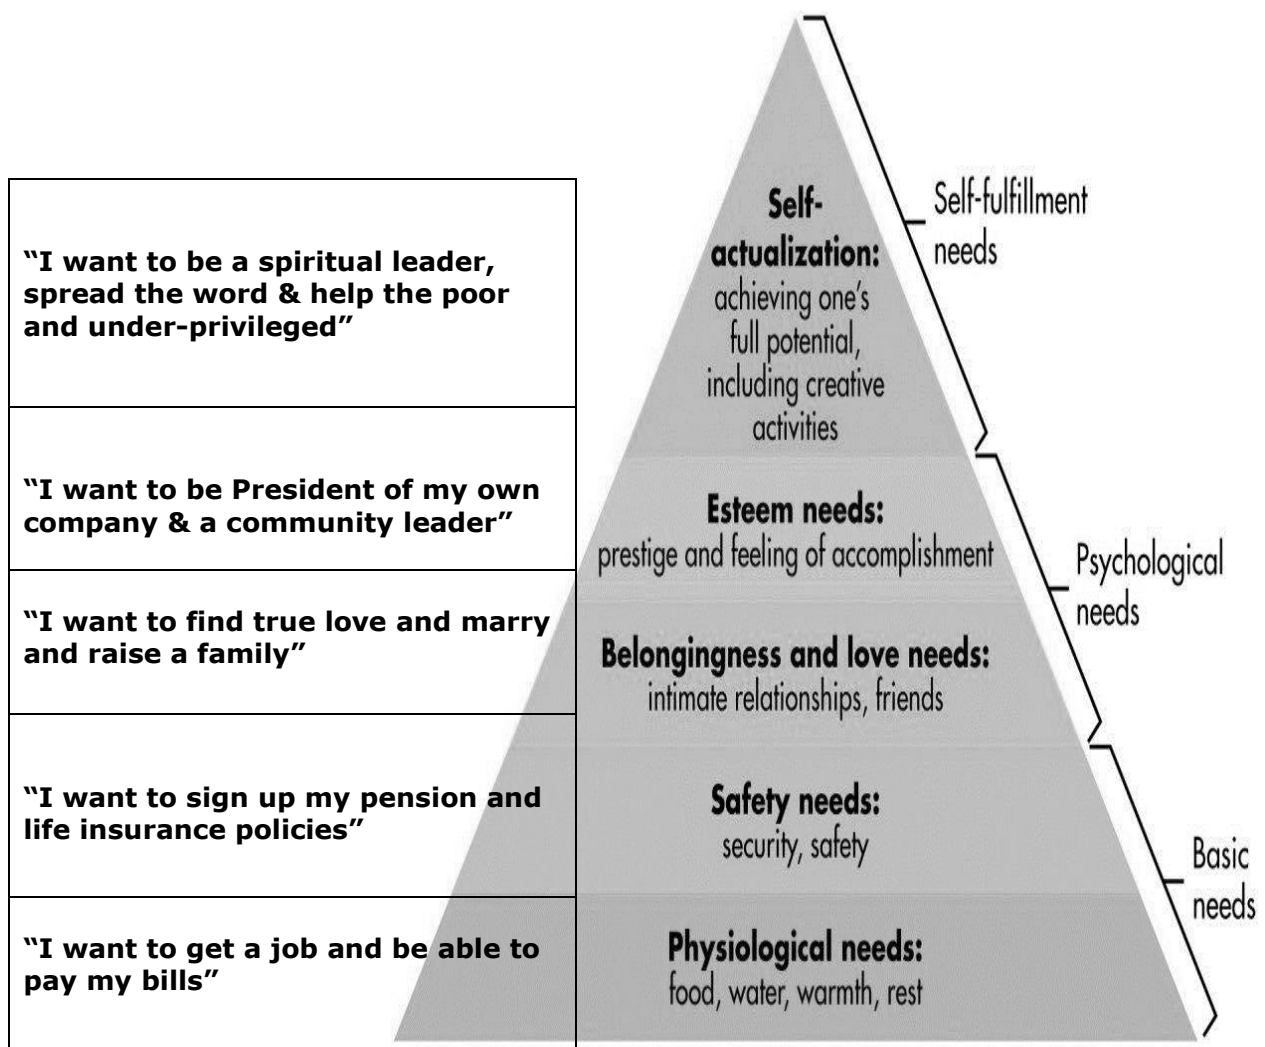 “I want to be a spiritual leader,
spread the word & help the poor
and under-privileged”
“I want to be President of my own
company & a community leader”
“I want to find true love and marry
and raise a family”
“I want to sign up my pension and
life insurance policies”
“I want to get a job and be able to
pay my bills”
Self-
actualization:
achieving one’s
full potential,
including creative
activities
Esteem needs:
prestige and feeling of accomplishment
Belongingness and love needs:
intimate relationships, friends
Safety needs:
security, safety
Physiological needs:
food, water, warmth, rest
Self-fulfillment
needs
Psychological
needs
Basic
needs